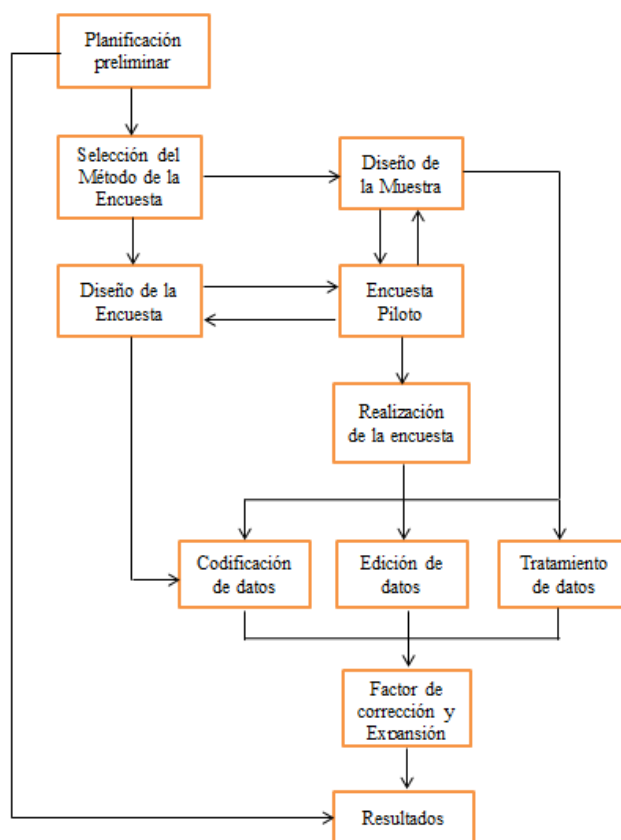 Planificación
preliminar
Selección del
Método de la
Encuesta
Diseño de
la Muestra
Diseño de la
Encuesta
Encuesta
Piloto
Realización
de la encuesta
Codificación
de datos
Edición de
datos
Tratamiento
de datos
Factor de
corrección y
Expansión
Resultados